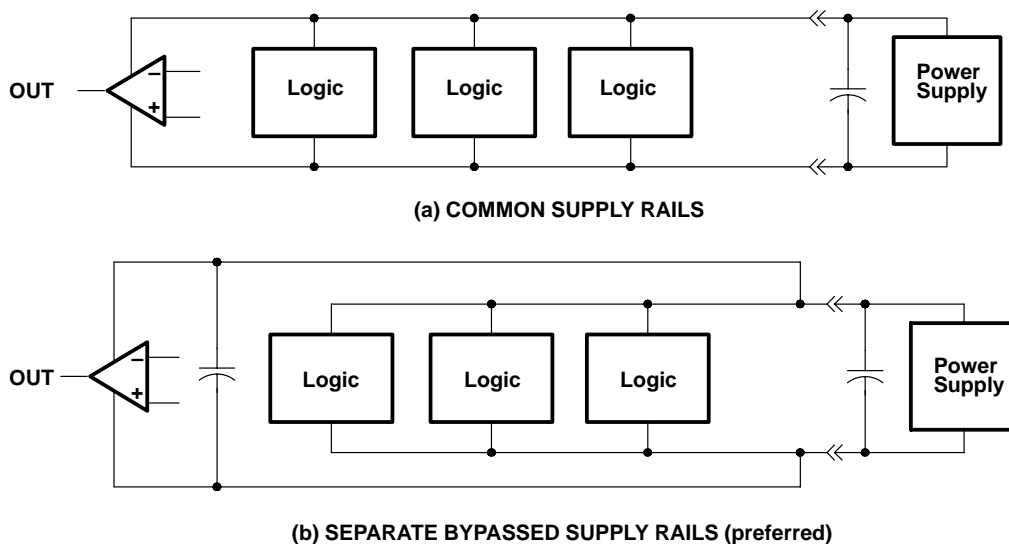 OUT
−
+
Logic
Logic
Logic
Power
Supply
(a) COMMON SUPPLY RAILS
OUT
−
+
Logic
Logic
Logic
Power
Supply
(b) SEPARATE BYPASSED SUPPLY RAILS (preferred)